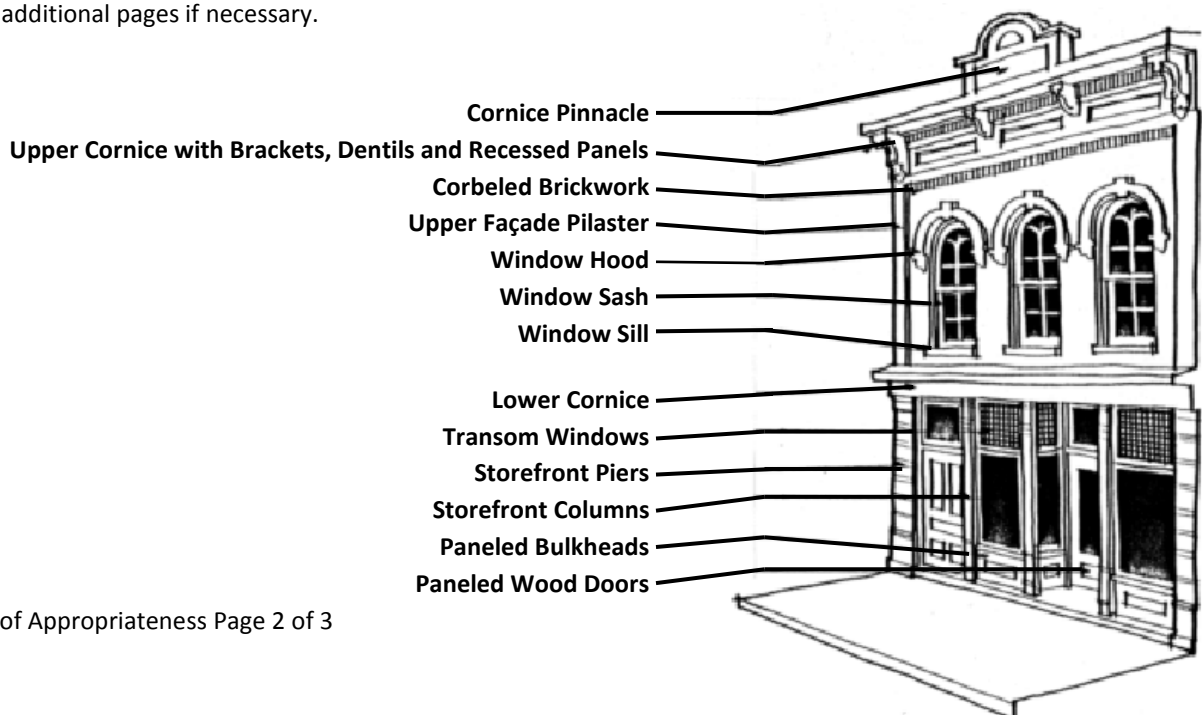 additional pages if necessary.
Cornice Pinnacle
Upper Cornice with Brackets, Dentils and Recessed Panels
Corbeled Brickwork
Upper Façade Pilaster
Window Hood
Window Sash
Window Sill
Lower Cornice
Transom Windows
Storefront Piers
Storefront Columns
Paneled Bulkheads
Paneled Wood Doors
of Appropriateness Page 2 of 3